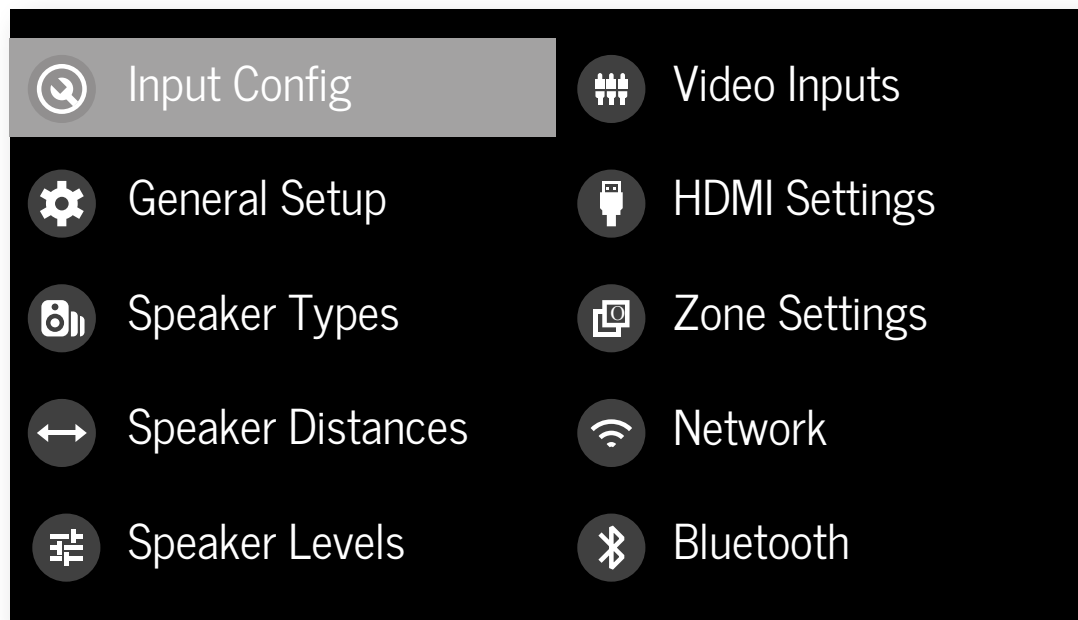 Input Config
General Setup
Speaker Types
Speaker Distances
Speaker Levels
Video Inputs
HDMI Settings
O
Zone Settings
Network
Bluetooth